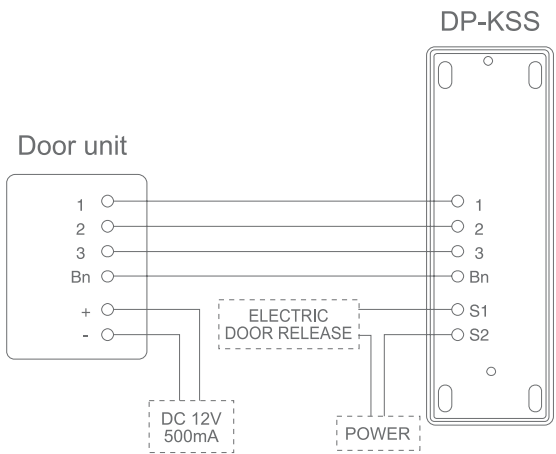 DP-KSS
Door unit
1
2
3
Bn
+
-
1
2
3
Bn
S1
S2
ELECTRIC
DOOR RELEASE
DC 12V
500mA
POWER